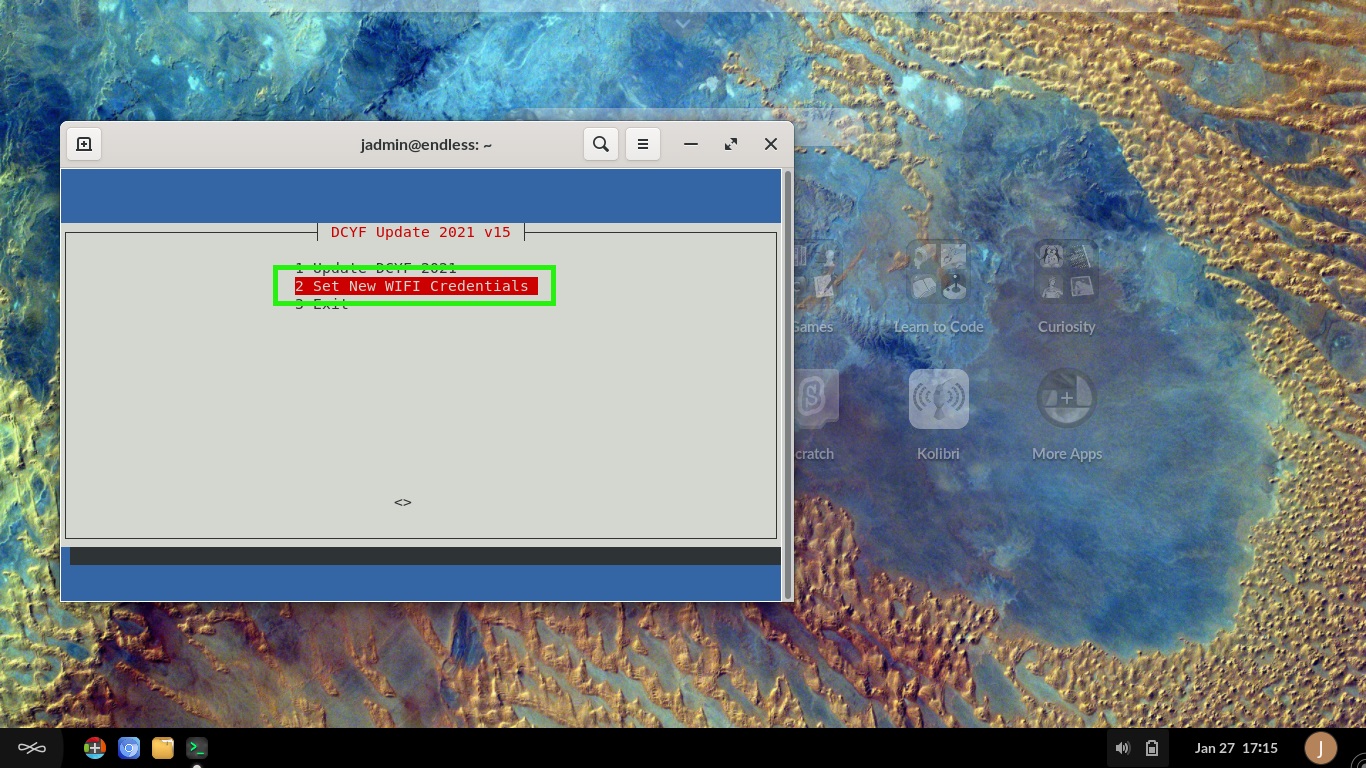 jadmin@endless: ~
DCYF Update 2021 v15
1 Update DCYF 2021
2 Set New WIFI Credentials
3 Exit
<>
Games
Learn to Code
Curiosity
Scratch
Kolibri
More Apps
Jan 27 17:15
J